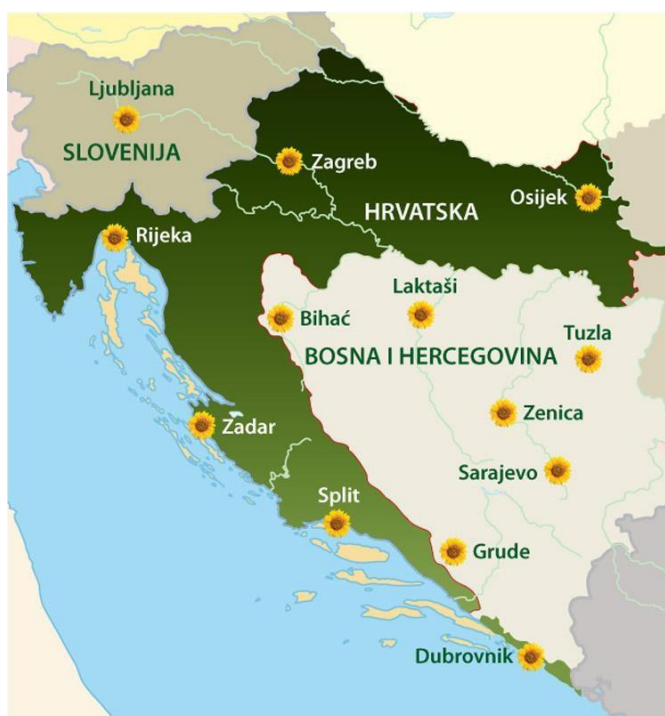 Ljubljana
SLOVENIJA
Zagreb
Osijek
HRVATSKA
Rijeka
Laktaši
Bihać
Tuzla
BOSNA I HERCEGOVINA
Zenica
Zadar
Sarajevo
Split
Grude
Dubrovnik